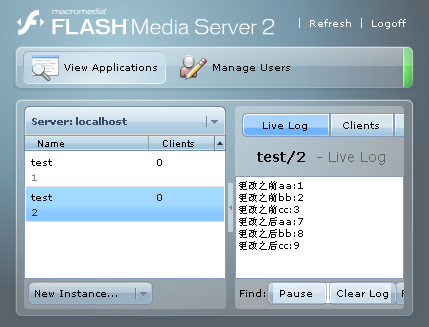 macromedia®
FLASH Media Server 2
| Refresh | Logoff
View Applications
Manage Users
Server: localhost
Name Clients
test 0
1
test 0
2
New Instance...
Live Log Clients
test/2 - Live Log
更改之前aa:1
更改之前bb:2
更改之前cc:3
更改之后aa:7
更改之后bb:8
更改之后cc:9
Find: Pause Clear Log